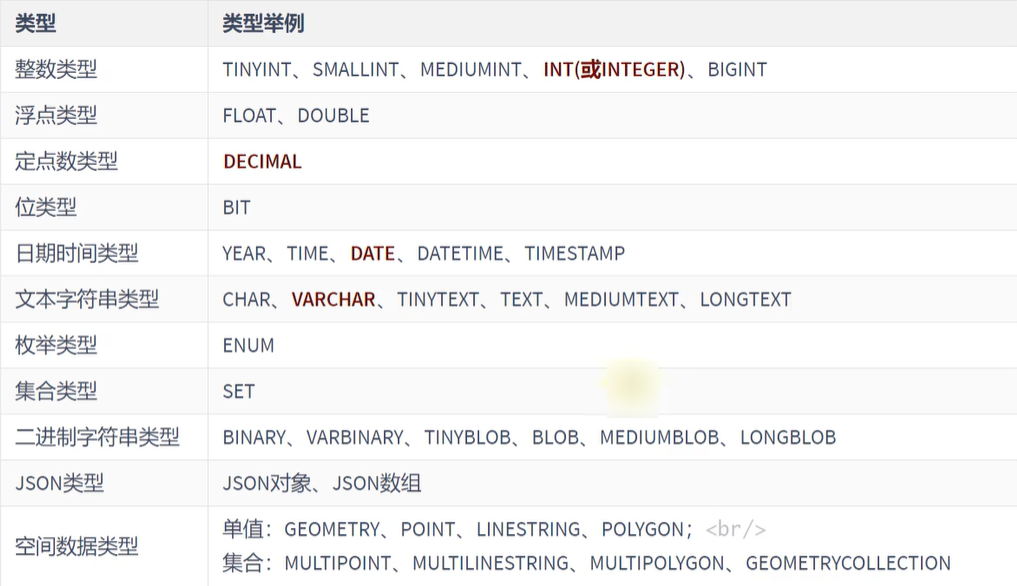 类型 类型举例
整数类型 TINYINT、SMALLINT、MEDIUMINT、INT(或INTEGER)、BIGINT
浮点类型 FLOAT、DOUBLE
定点数类型 DECIMAL
位类型 BIT
日期时间类型 YEAR、TIME、DATE、DATETIME、TIMESTAMP
文本字符串类型 CHAR、VARCHAR、TINYTEXT、TEXT、MEDIUMTEXT、LONGTEXT
枚举类型 ENUM
集合类型 SET
二进制字符串类型 BINARY、VARBINARY、TINYBLOB、BLOB、MEDIUMBLOB、LONGBLOB
JSON类型 JSON对象、JSON数组
空间数据类型 单值：GEOMETRY、POINT、LINESTRING、POLYGON；<br/>
集合：MULTIPOINT、MULTILINESTRING、MULTIPOLYGON、GEOMETRYCOLLECTION